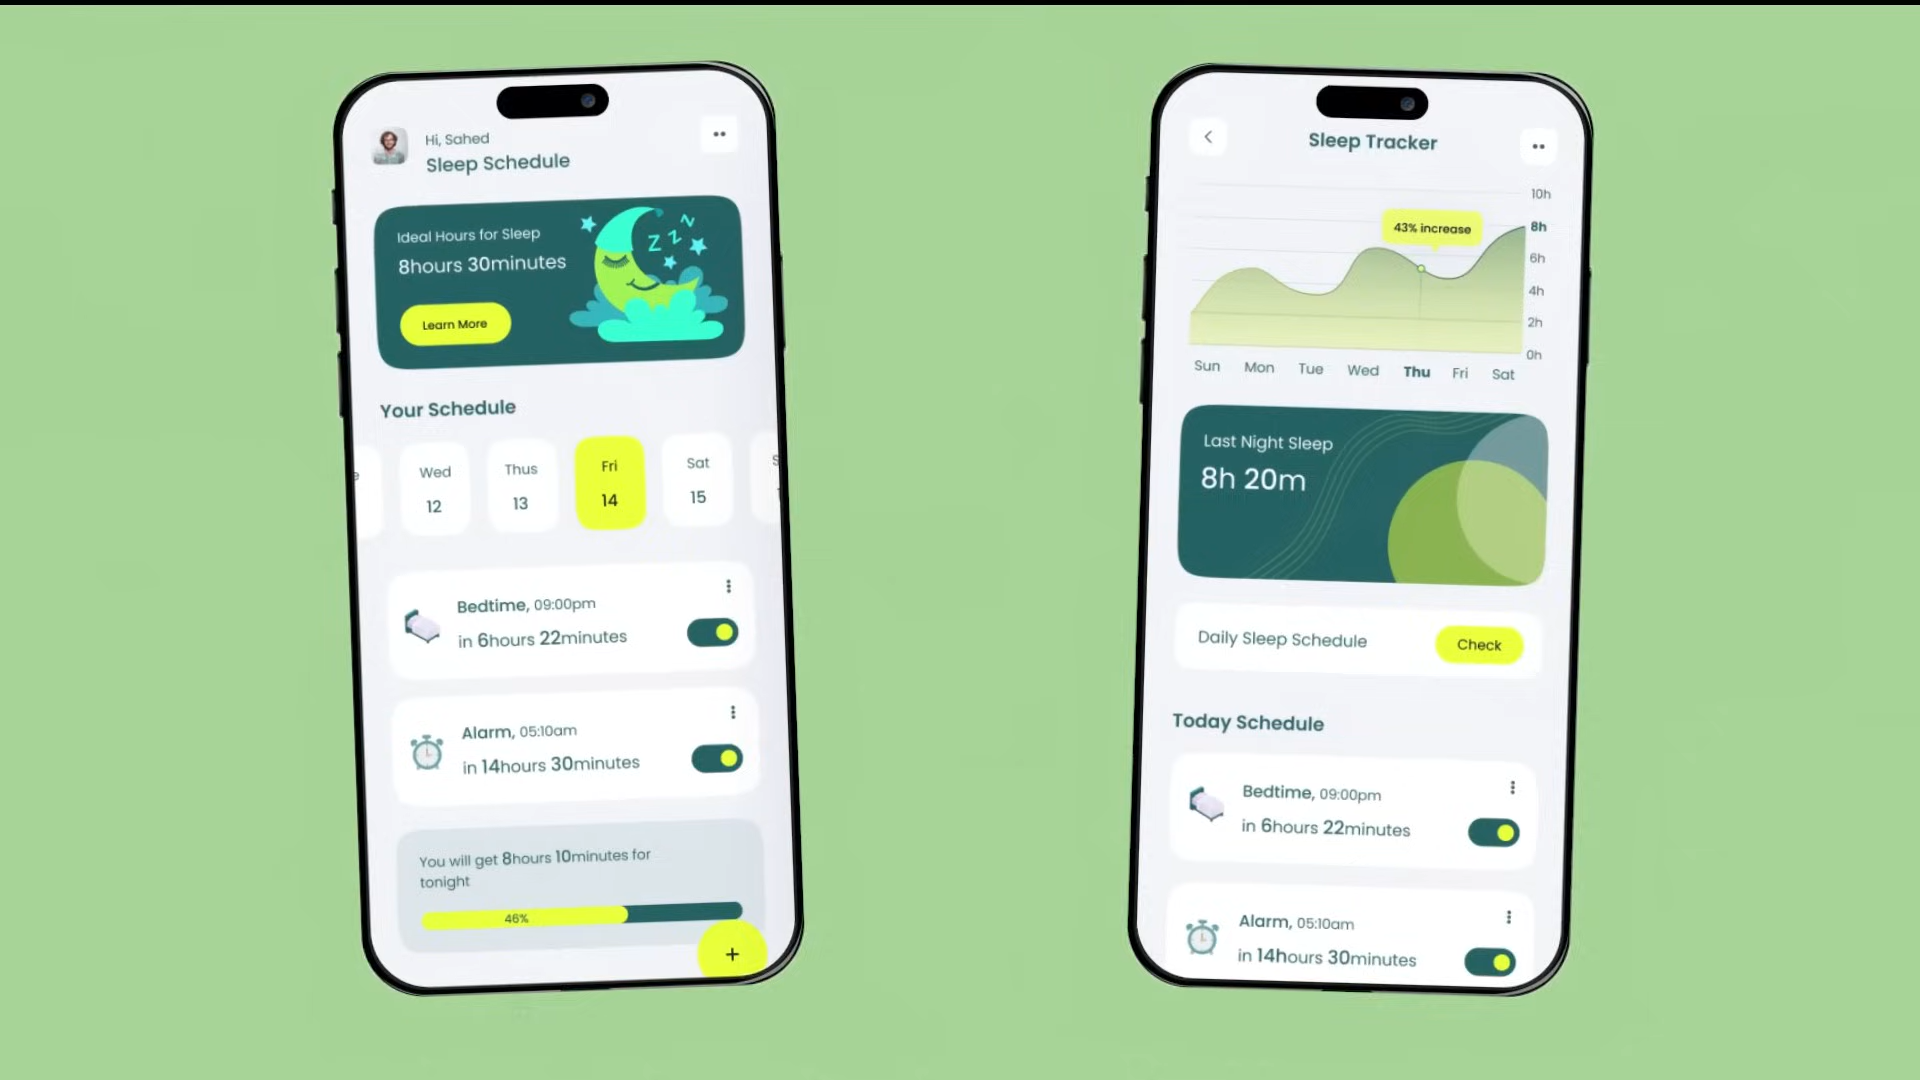 Hi, Sahed
Sleep Schedule
Ideal Hours for Sleep
8hours 30minutes
z z z
Learn More
Your Schedule
Wed
12
Thus
13
Fri
14
Sat
15
Bedtime, 09:00pm
in 6hours 22minutes
Alarm, 05:10am
in 14hours 30minutes
You will get 8hours 10minutes for
tonight
46%
+
Sleep Tracker
10h
8h
6h
4h
2h
0h
43% increase
Sun Mon Tue Wed Thu Fri Sat
Last Night Sleep
8h 20m
Daily Sleep Schedule
Check
Today Schedule
Bedtime, 09:00pm
in 6hours 22minutes
Alarm, 05:10am
in 14hours 30minutes